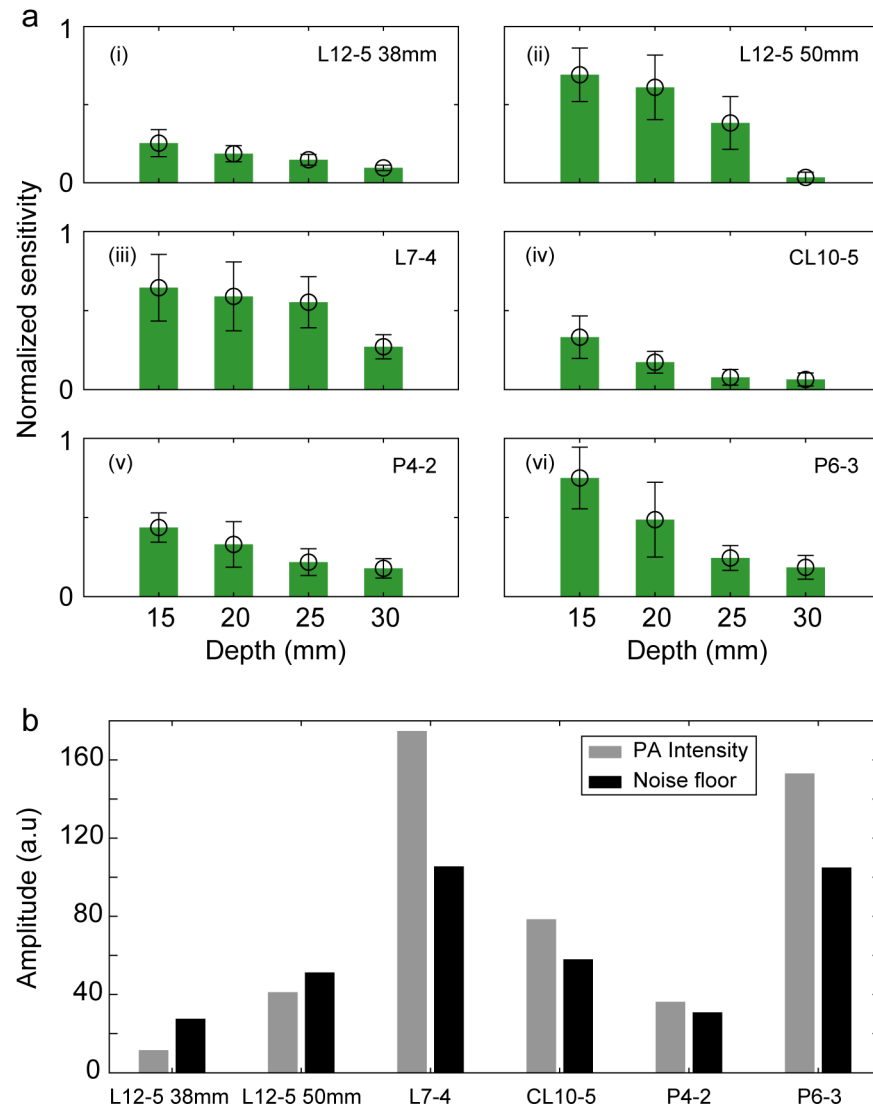 a
1
(i) L12-5 38mm
(ii) L12-5 50mm
0
Normalized sensitivity
1
(iii) L7-4
(iv) CL10-5
0
1
(v) P4-2
(vi) P6-3
0
15 20 25 30
15 20 25 30
Depth (mm)
Depth (mm)
b
160
120
80
40
0
Amplitude (a.u)
PA Intensity
Noise floor
L12-5 38mm L12-5 50mm L7-4 CL10-5 P4-2 P6-3